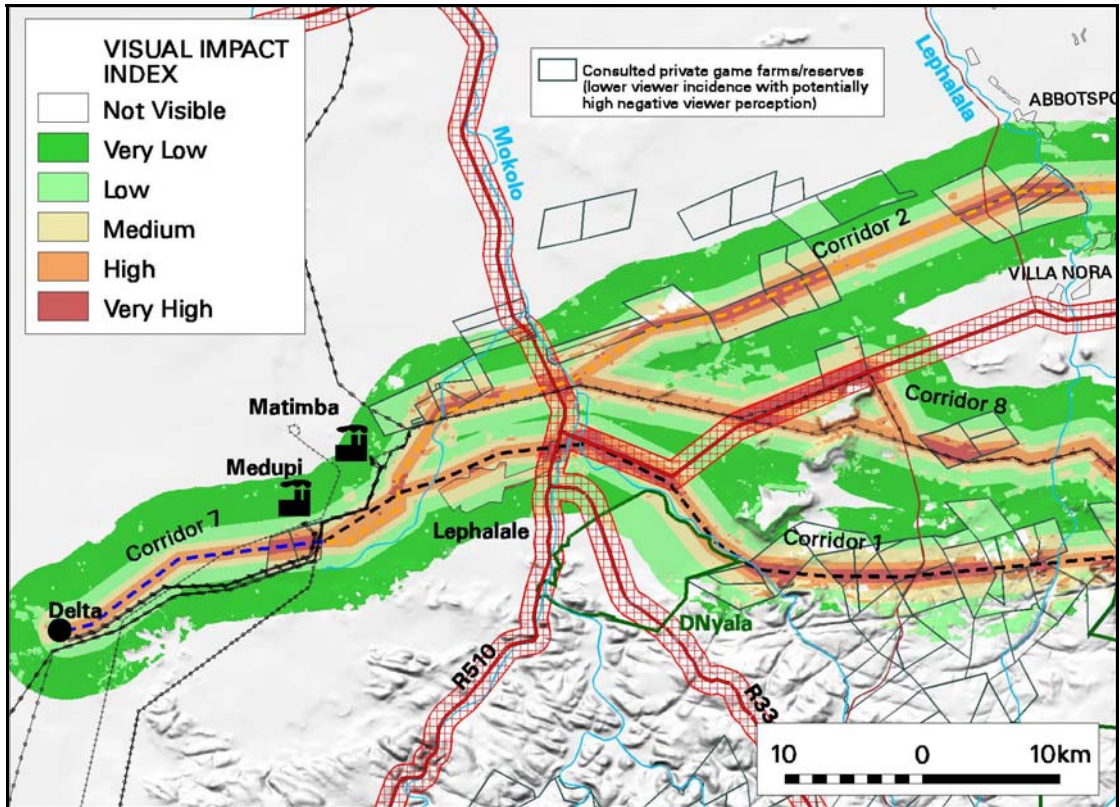 VISUAL IMPACT
INDEX
Not Visible
Very Low
Low
Medium
High
Very High
Consulted private game farms/reserves
(lower viewer incidence with potentially
high negative viewer perception)
Lephalala
ABBOTSPO
Mokolo
Corridor 2
VILLA NORA
Matimba
Corridor 8
Medupi
Corridor 7
Lephalale
Corridor 1
Delta
DNyala
R510
R33
10 0 10km